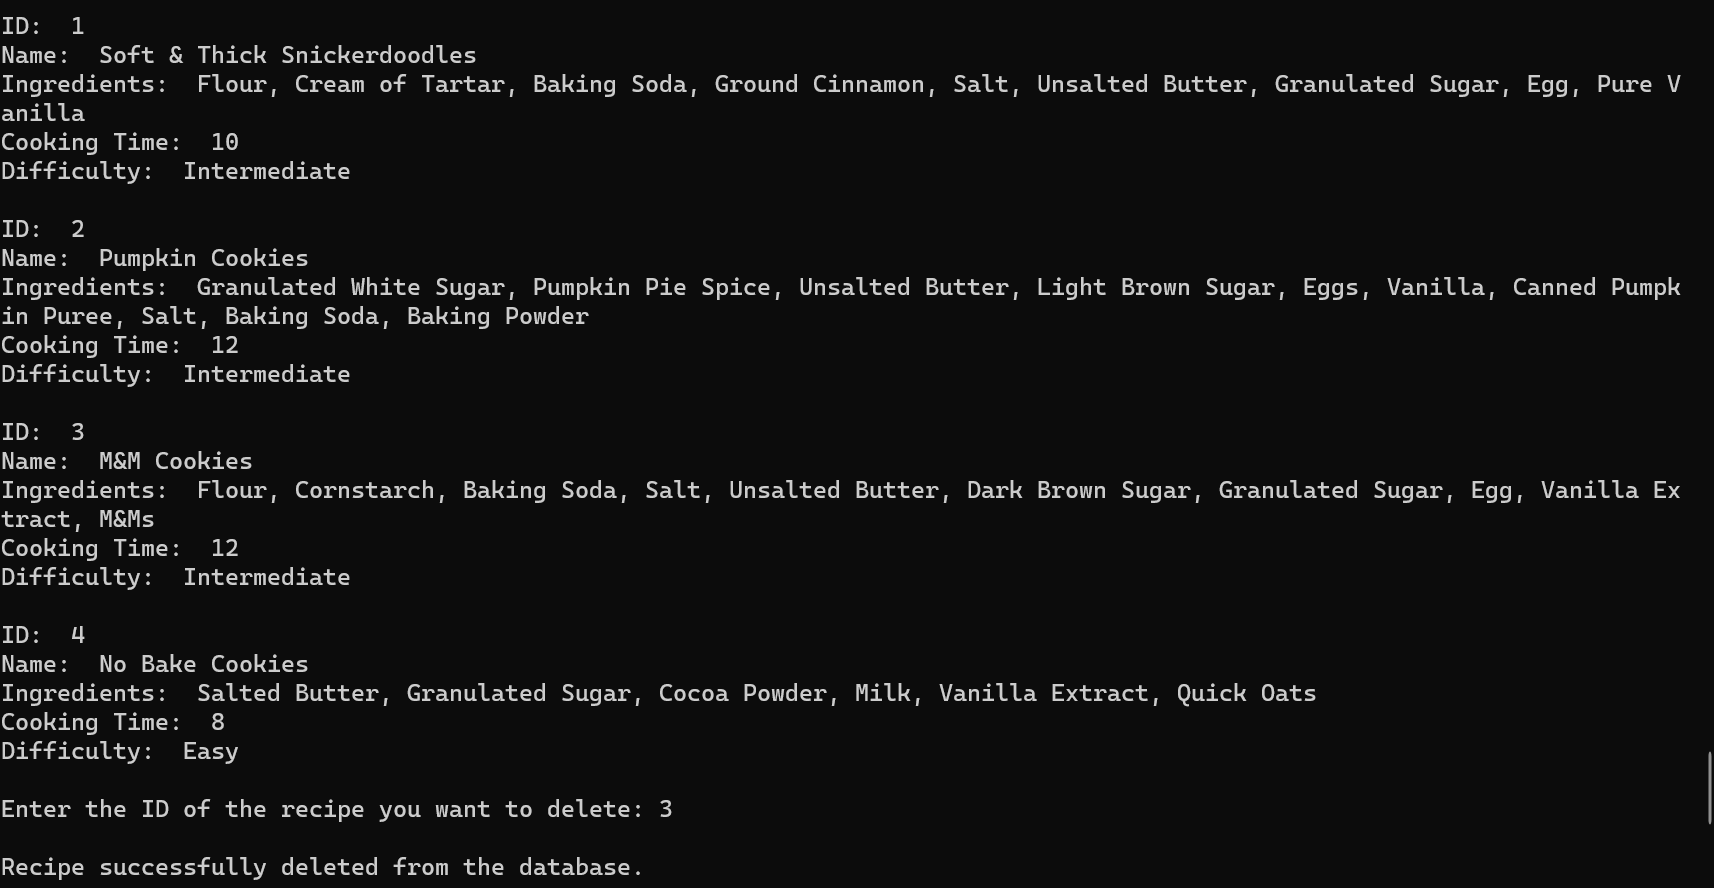 ID:  1
Name:  Soft & Thick Snickerdoodles
Ingredients:  Flour, Cream of Tartar, Baking Soda, Ground Cinnamon, Salt, Unsalted Butter, Granulated Sugar, Egg, Pure V
anilla
Cooking Time:  10
Difficulty:  Intermediate

ID:  2
Name:  Pumpkin Cookies
Ingredients:  Granulated White Sugar, Pumpkin Pie Spice, Unsalted Butter, Light Brown Sugar, Eggs, Vanilla, Canned Pumpk
in Puree, Salt, Baking Soda, Baking Powder
Cooking Time:  12
Difficulty:  Intermediate

ID:  3
Name:  M&M Cookies
Ingredients:  Flour, Cornstarch, Baking Soda, Salt, Unsalted Butter, Dark Brown Sugar, Granulated Sugar, Egg, Vanilla Ex
tract, M&Ms
Cooking Time:  12
Difficulty:  Intermediate

ID:  4
Name:  No Bake Cookies
Ingredients:  Salted Butter, Granulated Sugar, Cocoa Powder, Milk, Vanilla Extract, Quick Oats
Cooking Time:  8
Difficulty:  Easy

Enter the ID of the recipe you want to delete: 3

Recipe successfully deleted from the database.